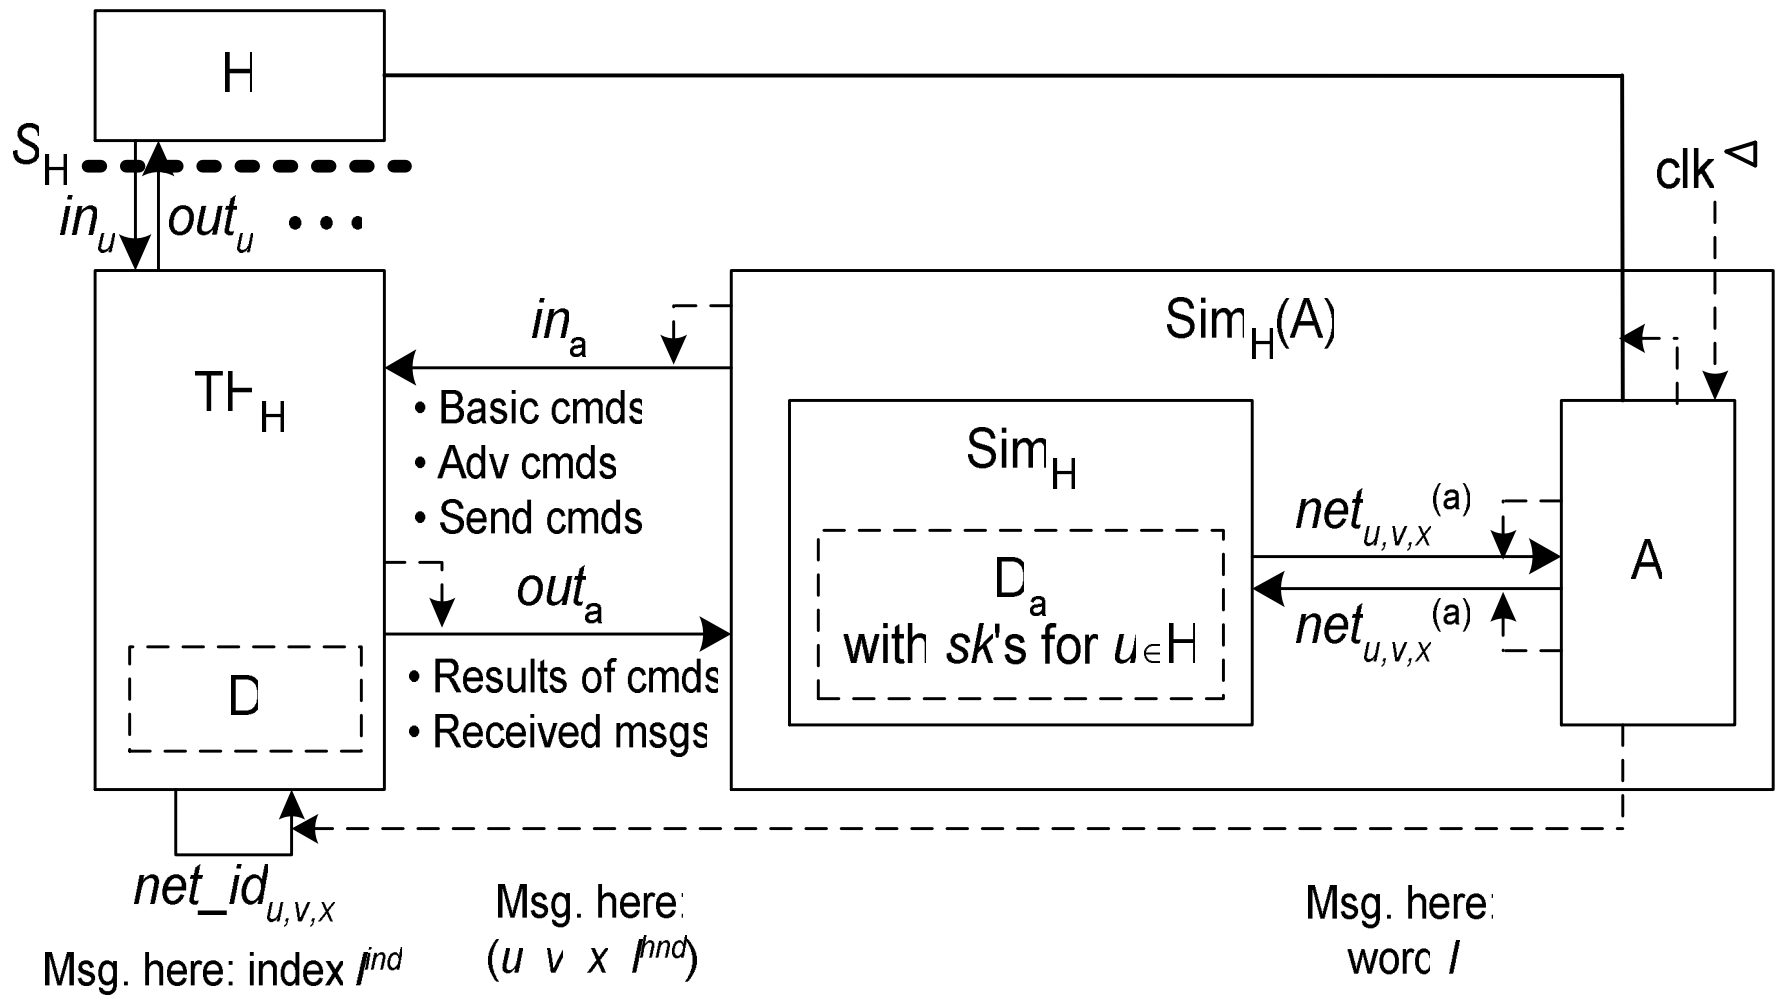 H
S_H
in_u
out_u
• • •
clk ⊲
TH_H
in_a
• Basic cmds
• Adv cmds
• Send cmds
out_a
• Results of cmds
• Received msgs
D
Sim_H(A)
Sim_H
D_a
with sk's for u∈H
net_u,v,x^(a)
net_u,v,x^(a)
A
net_id_u,v,x
Msg. here: index l^ind
Msg. here:
(u v x l^hnd)
Msg. here:
word l